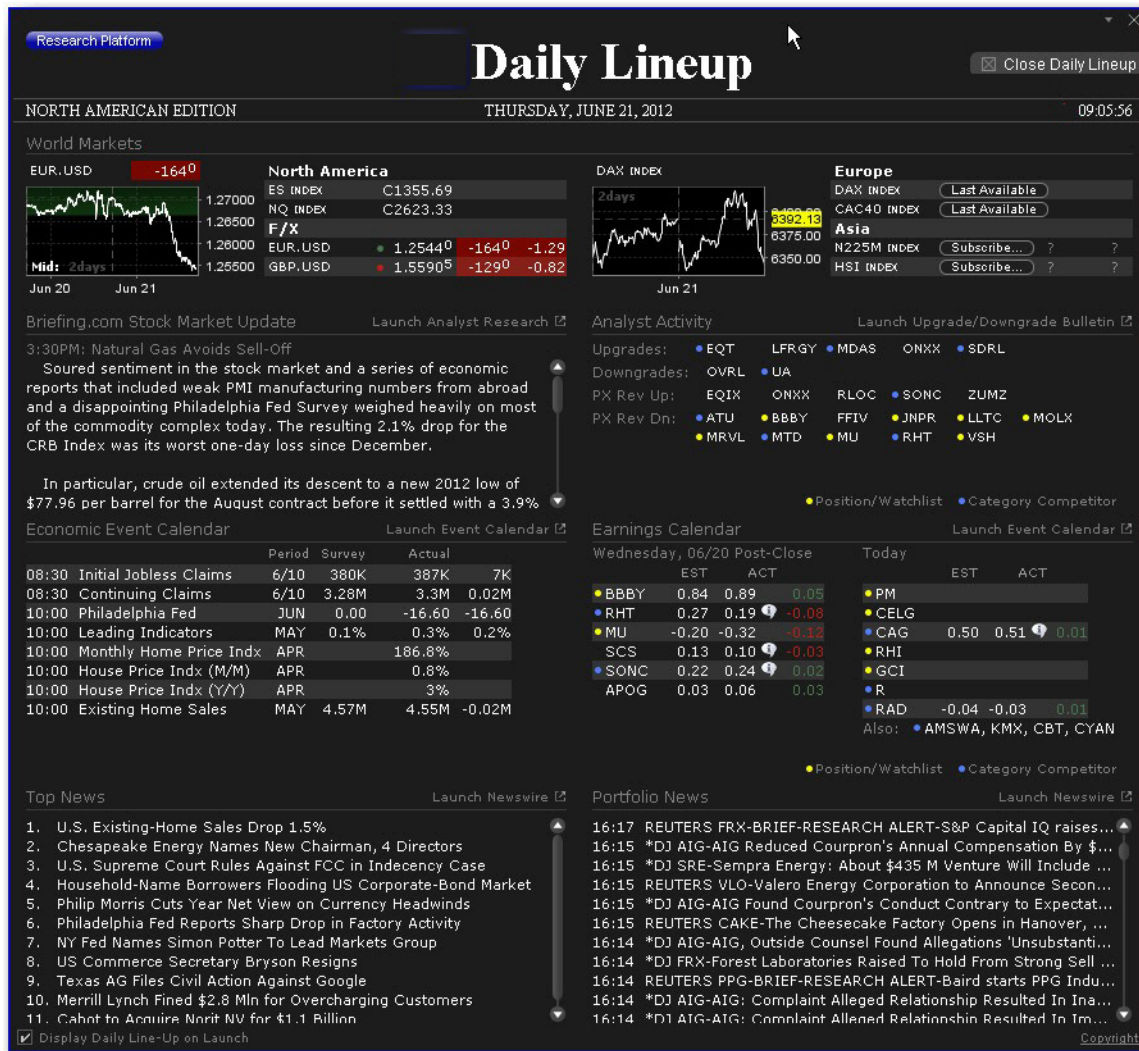 Research Platform
Daily Lineup
Close Daily Lineup
NORTH AMERICAN EDITION THURSDAY, JUNE 21, 2012 09:05:56
World Markets
EUR.USD -164⁰
1.27000
1.26500
1.26000
1.25500
Mid: 2days
Jun 20 Jun 21
North America
ES INDEX C1355.69
NQ INDEX C2623.33
F/X
EUR.USD 1.2544⁰ -164⁰ -1.29
GBP.USD 1.5590⁵ -129⁰ -0.82
DAX INDEX
2days
6392.13
6375.00
6350.00
Jun 21
Europe
DAX INDEX Last Available
CAC40 INDEX Last Available
Asia
N225M INDEX Subscribe... ? ?
HSI INDEX Subscribe... ? ?
Briefing.com Stock Market Update Launch Analyst Research
3:30PM: Natural Gas Avoids Sell-Off
Soured sentiment in the stock market and a series of economic
reports that included weak PMI manufacturing numbers from abroad
and a disappointing Philadelphia Fed Survey weighed heavily on most
of the commodity complex today. The resulting 2.1% drop for the
CRB Index was its worst one-day loss since December.
In particular, crude oil extended its descent to a new 2012 low of
$77.96 per barrel for the August contract before it settled with a 3.9%
Analyst Activity Launch Upgrade/Downgrade Bulletin
Upgrades: EQT LFRGY MDAS ONXX SDRL
Downgrades: OVRL UA
PX Rev Up: EQIX ONXX RLOC SONC ZUMZ
PX Rev Dn: ATU BBBY FFIV JNPR LLTC MOLX
MRVL MTD MU RHT VSH
Position/Watchlist Category Competitor
Economic Event Calendar Launch Event Calendar
Period Survey Actual
08:30 Initial Jobless Claims 6/10 380K 387K 7K
08:30 Continuing Claims 6/10 3.28M 3.3M 0.02M
10:00 Philadelphia Fed JUN 0.00 -16.60 -16.60
10:00 Leading Indicators MAY 0.1% 0.3% 0.2%
10:00 Monthly Home Price Indx APR 186.8%
10:00 House Price Indx (M/M) APR 0.8%
10:00 House Price Indx (Y/Y) APR 3%
10:00 Existing Home Sales MAY 4.57M 4.55M -0.02M
Earnings Calendar Launch Event Calendar
Wednesday, 06/20 Post-Close
EST ACT
BBBY 0.84 0.89 0.05
RHT 0.27 0.19 -0.08
MU -0.20 -0.32 -0.12
SCS 0.13 0.10 -0.03
SONC 0.22 0.24 0.02
APOG 0.03 0.06 0.03
Today
EST ACT
PM
CELG
CAG 0.50 0.51 0.01
RHI
GCI
R
RAD -0.04 -0.03 0.01
Also: AMSWA, KMX, CBT, CYAN
Position/Watchlist Category Competitor
Top News Launch Newswire
1. U.S. Existing-Home Sales Drop 1.5%
2. Chesapeake Energy Names New Chairman, 4 Directors
3. U.S. Supreme Court Rules Against FCC in Indecency Case
4. Household-Name Borrowers Flooding US Corporate-Bond Market
5. Philip Morris Cuts Year Net View on Currency Headwinds
6. Philadelphia Fed Reports Sharp Drop in Factory Activity
7. NY Fed Names Simon Potter To Lead Markets Group
8. US Commerce Secretary Bryson Resigns
9. Texas AG Files Civil Action Against Google
10. Merrill Lynch Fined $2.8 Mln for Overcharging Customers
11. Cabot to Acquire Norit NV for $1.1 Billion
Portfolio News Launch Newswire
16:17 REUTERS FRX-BRIEF-RESEARCH ALERT-S&P Capital IQ raises...
16:15 *DJ AIG-AIG Reduced Courpron's Annual Compensation By $...
16:15 *DJ SRE-Sempra Energy: About $435 M Venture Will Include ...
16:15 REUTERS VLO-Valero Energy Corporation to Announce Secon...
16:15 *DJ AIG-AIG Found Courpron's Conduct Contrary to Expectat...
16:15 REUTERS CAKE-The Cheesecake Factory Opens in Hanover, ...
16:14 *DJ AIG-AIG, Outside Counsel Found Allegations 'Unsubstanti...
16:14 *DJ FRX-Forest Laboratories Raised To Hold From Strong Sell ...
16:14 REUTERS PPG-BRIEF-RESEARCH ALERT-Baird starts PPG Indu...
16:14 *DJ AIG-AIG: Complaint Alleged Relationship Resulted In Ina...
16:14 *DJ AIG-AIG: Complaint Alleged Relationship Resulted In Im...
Display Daily Line-Up on Launch
Copyright